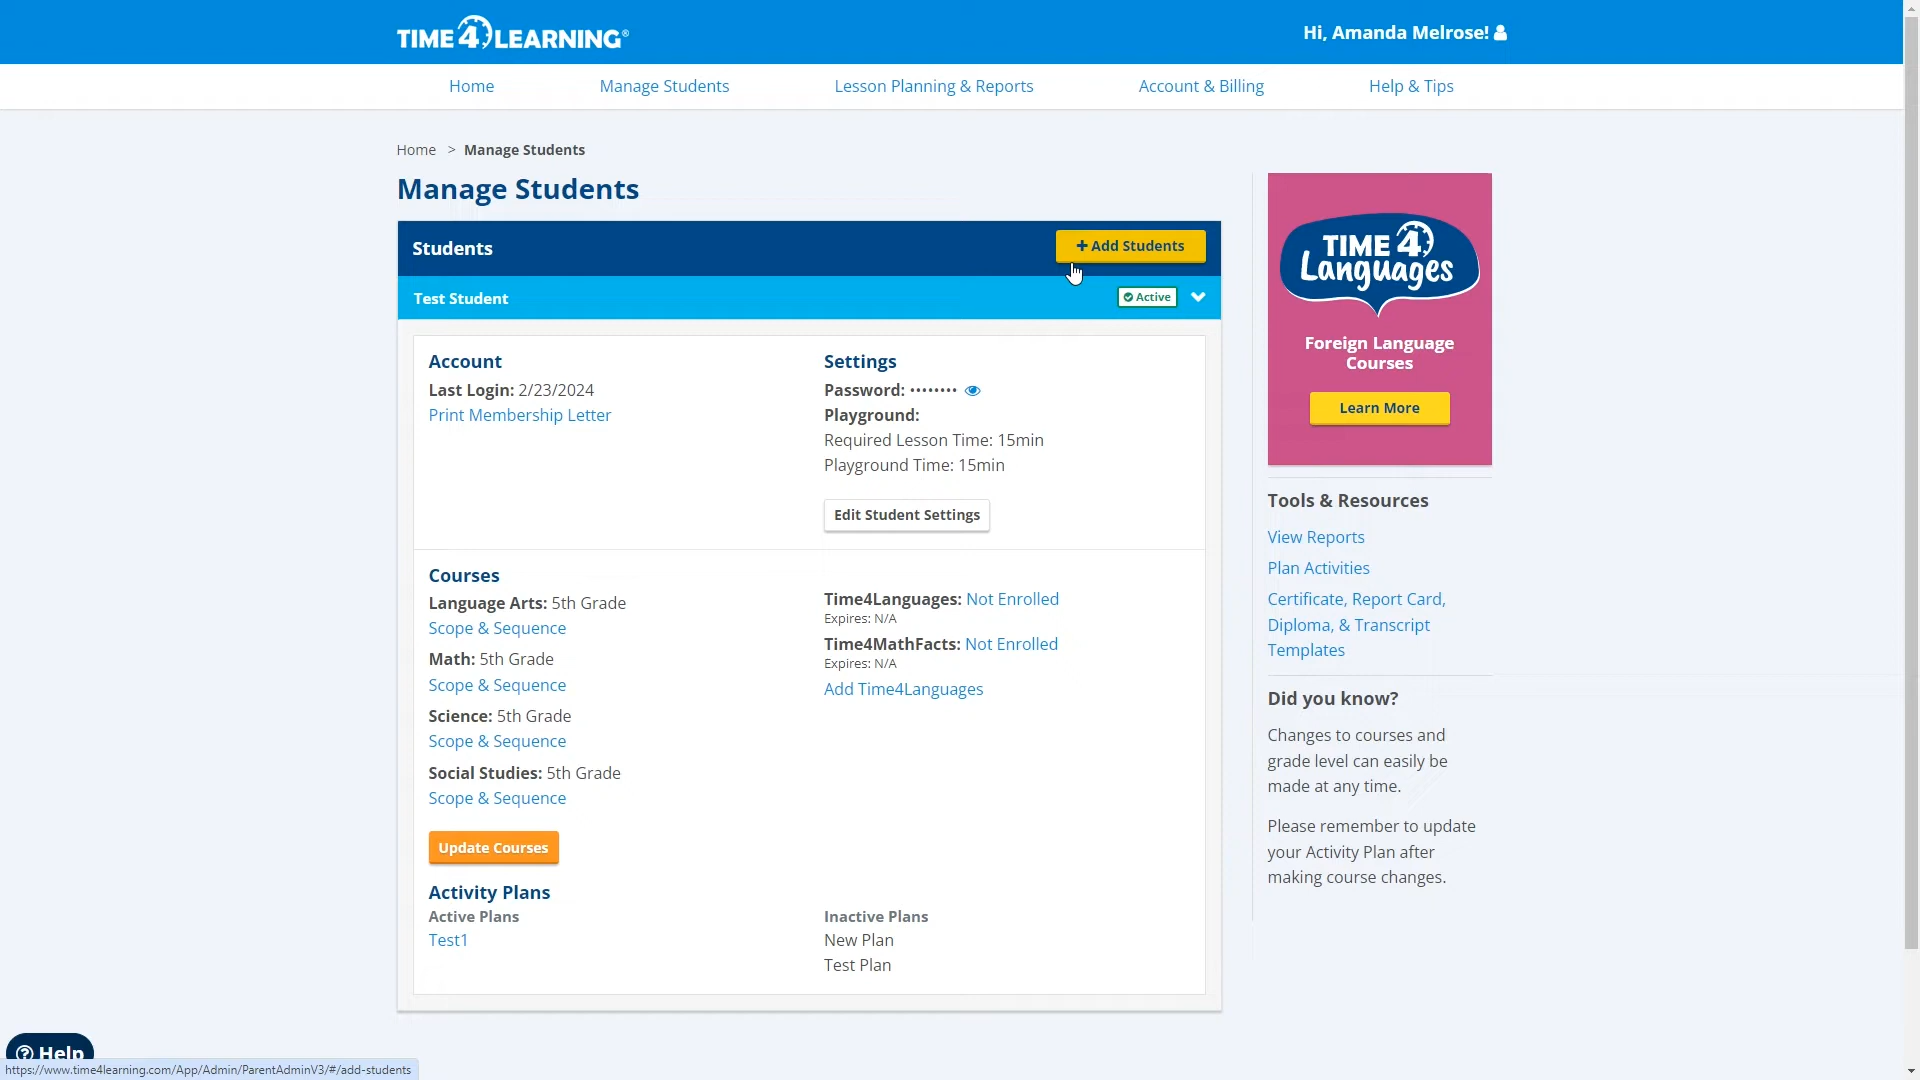 TIME4LEARNING®
Hi, Amanda Melrose!
Home
Manage Students
Lesson Planning & Reports
Account & Billing
Help & Tips
Home > Manage Students
Manage Students
Students
+ Add Students
Test Student
Active
Account
Last Login: 2/23/2024
Print Membership Letter
Settings
Password: ••••••••
Playground:
Required Lesson Time: 15min
Playground Time: 15min
Edit Student Settings
Courses
Language Arts: 5th Grade
Scope & Sequence
Math: 5th Grade
Scope & Sequence
Science: 5th Grade
Scope & Sequence
Social Studies: 5th Grade
Scope & Sequence
Update Courses
Time4Languages: Not Enrolled
Expires: N/A
Time4MathFacts: Not Enrolled
Expires: N/A
Add Time4Languages
Activity Plans
Active Plans
Test1
Inactive Plans
New Plan
Test Plan
TIME 4
Languages
Foreign Language
Courses
Learn More
Tools & Resources
View Reports
Plan Activities
Certificate, Report Card,
Diploma, & Transcript
Templates
Did you know?
Changes to courses and
grade level can easily be
made at any time.
Please remember to update
your Activity Plan after
making course changes.
Help
https://www.time4learning.com/App/Admin/ParentAdminV3/#/add-students